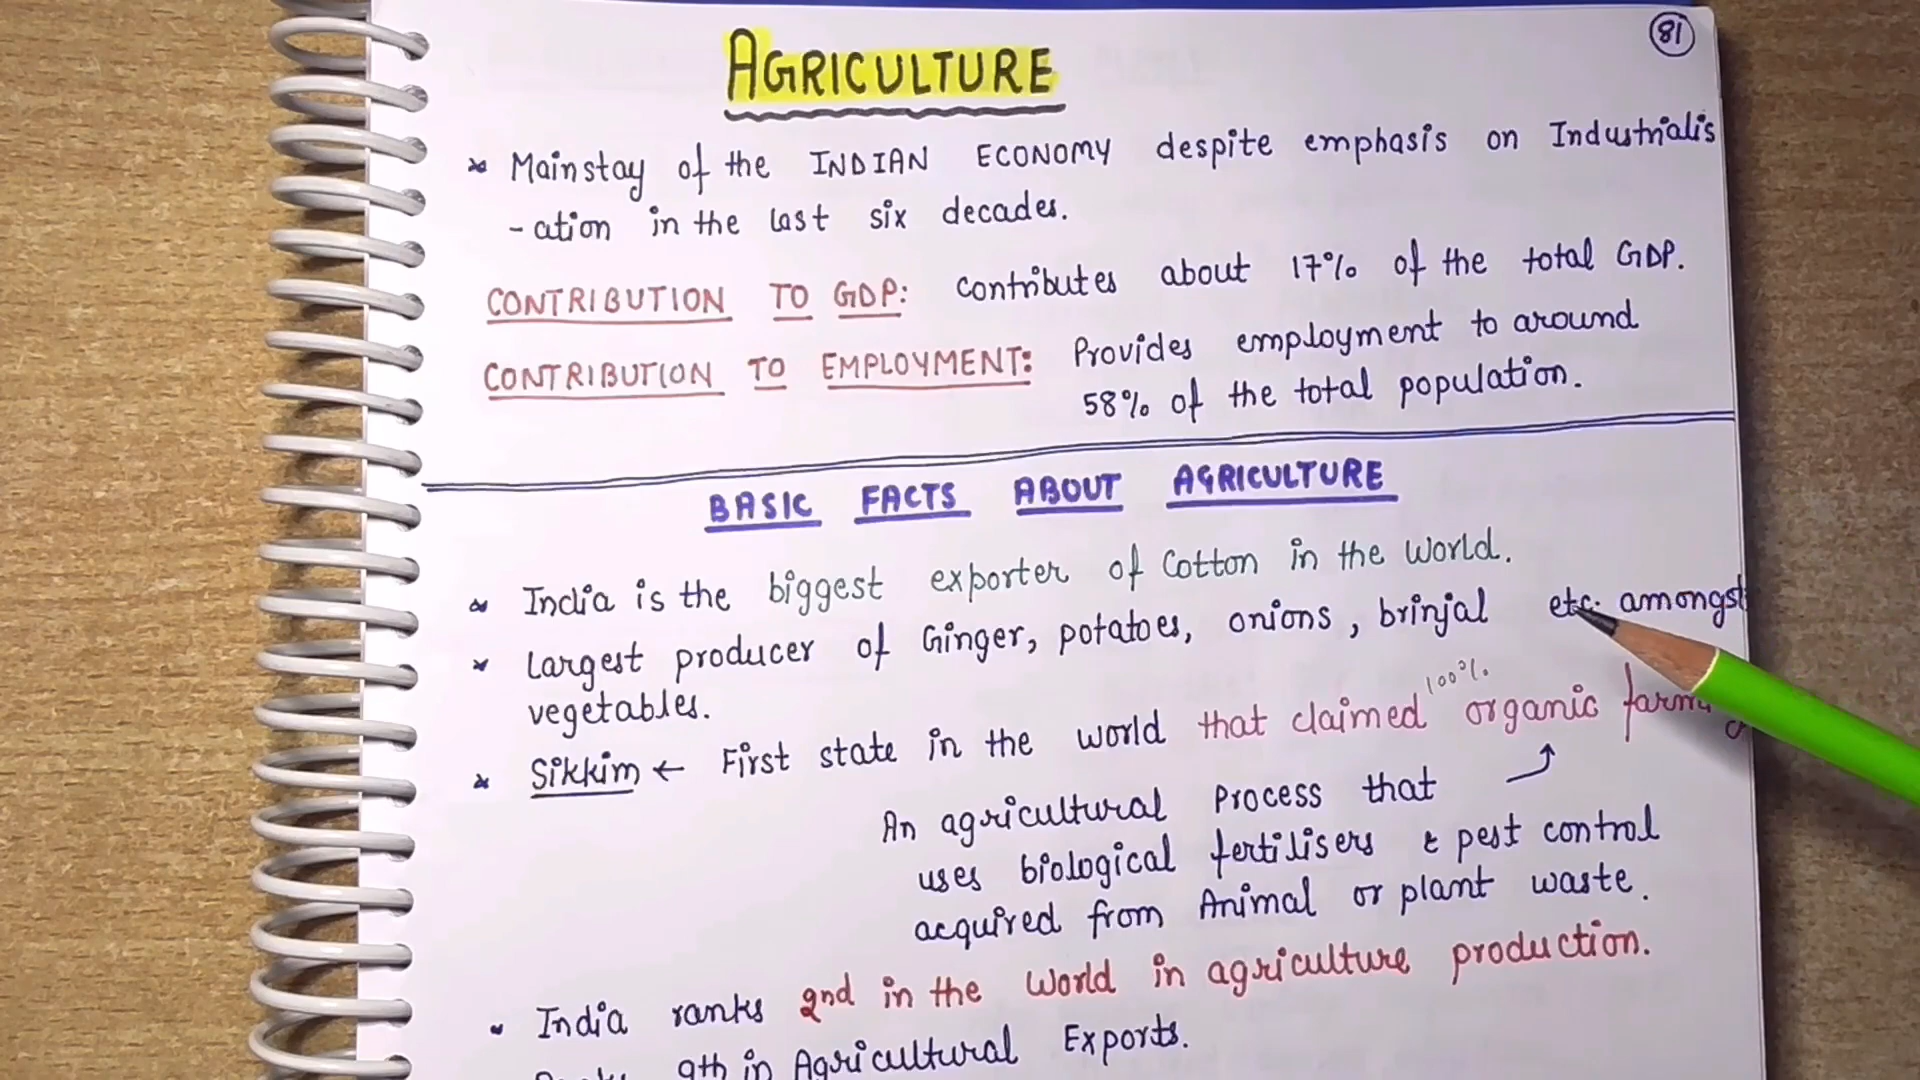 81
AGRICULTURE
* Mainstay of the INDIAN ECONOMY despite emphasis on Industrialis
-ation in the last six decades.
CONTRIBUTION TO GDP: contributes about 17% of the total GDP.
CONTRIBUTION TO EMPLOYMENT: Provides employment to around
58% of the total population.
BASIC FACTS ABOUT AGRICULTURE
* India is the biggest exporter of Cotton in the World.
* Largest producer of Ginger, potatoes, onions, brinjal etc. amongst
vegetables.
100%
* Sikkim ← First state in the world that claimed organic
An agricultural process that
uses biological fertilisers & pest control
acquired from Animal or plant waste.
• India ranks 2nd in the world in agriculture production.
9th in Agricultural Exports.